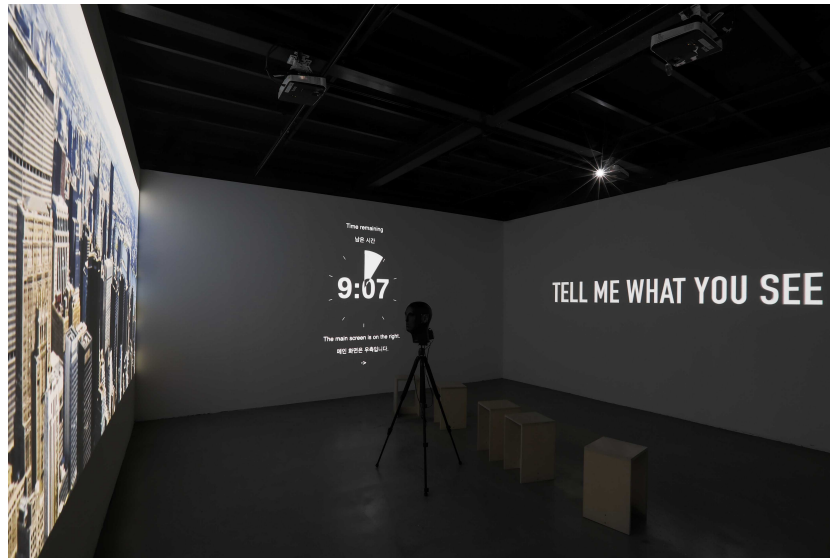 Time remaining
남은 시간
9:07
The main screen is on the right.
메인 화면은 우측입니다.
->
TELL ME WHAT YOU SEE